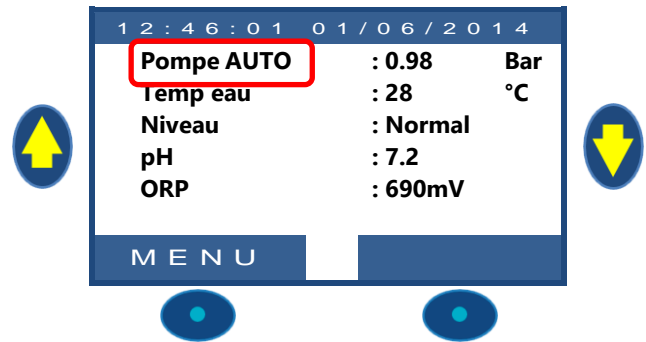 12:46:01 01/06/2014
Pompe AUTO : 0.98 Bar
Temp eau : 28 °C
Niveau : Normal
pH : 7.2
ORP : 690mV
MENU